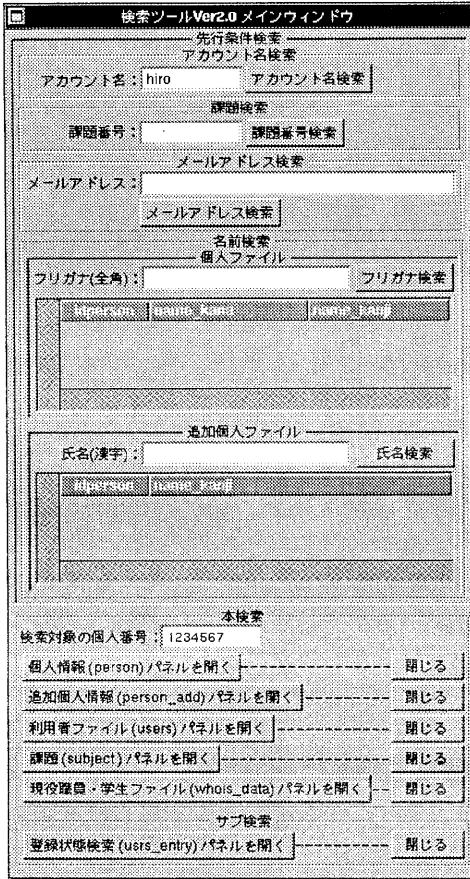 検索ツールVer2.0 メインウィンドウ
先行条件検索
アカウント名検索
アカウント名： hiro アカウント名検索
課題検索
課題番号： 課題番号検索
メールアドレス検索
メールアドレス：
メールアドレス検索
名前検索
個人ファイル
フリガナ(全角)： フリガナ検索
idperson name_kana name_kanji
追加個人ファイル
氏名(漢字)： 氏名検索
idperson name_kanji
本検索
検索対象の個人番号： 1234567
個人情報(person)パネルを開く 閉じる
追加個人情報(person_add)パネルを開く 閉じる
利用者ファイル(users)パネルを開く 閉じる
課題(subject)パネルを開く 閉じる
現役職員・学生ファイル(whois_data)パネルを開く 閉じる
サブ検索
登録状態検索(usrs_entry)パネルを開く 閉じる